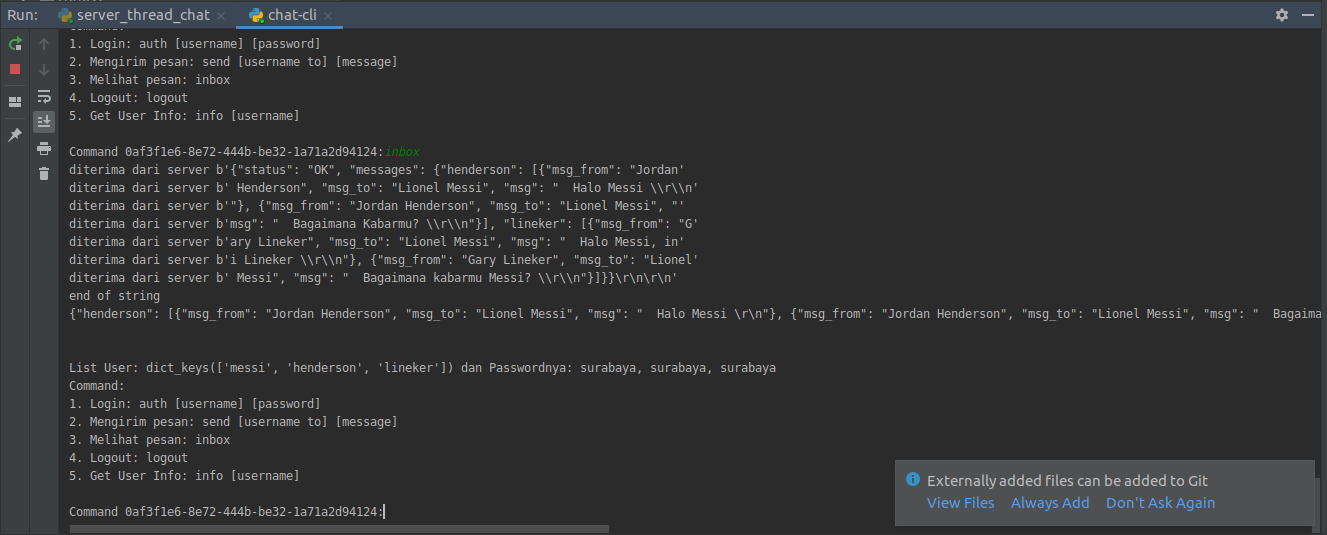 Run: server_thread_chat × chat-cli ×
1. Login: auth [username] [password]
2. Mengirim pesan: send [username to] [message]
3. Melihat pesan: inbox
4. Logout: logout
5. Get User Info: info [username]
Command 0af3f1e6-8e72-444b-be32-1a71a2d94124:inbox
diterima dari server b'{"status": "OK", "messages": {"henderson": [{"msg_from": "Jordan'
diterima dari server b' Henderson", "msg_to": "Lionel Messi", "msg": "  Halo Messi \\r\\n'
diterima dari server b'"}, {"msg_from": "Jordan Henderson", "msg_to": "Lionel Messi", "'
diterima dari server b'msg": "  Bagaimana Kabarmu? \\r\\n"}], "lineker": [{"msg_from": "G'
diterima dari server b'ary Lineker", "msg_to": "Lionel Messi", "msg": "  Halo Messi, in'
diterima dari server b'i Lineker \\r\\n"}, {"msg_from": "Gary Lineker", "msg_to": "Lionel'
diterima dari server b' Messi", "msg": "  Bagaimana kabarmu Messi? \\r\\n"}]}}\r\n\r\n'
end of string
{"henderson": [{"msg_from": "Jordan Henderson", "msg_to": "Lionel Messi", "msg": "  Halo Messi \r\n"}, {"msg_from": "Jordan Henderson", "msg_to": "Lionel Messi", "msg": "  Bagaima
List User: dict_keys(['messi', 'henderson', 'lineker']) dan Passwordnya: surabaya, surabaya, surabaya
Command:
1. Login: auth [username] [password]
2. Mengirim pesan: send [username to] [message]
3. Melihat pesan: inbox
4. Logout: logout
5. Get User Info: info [username]
Command 0af3f1e6-8e72-444b-be32-1a71a2d94124:
Externally added files can be added to Git
View Files Always Add Don't Ask Again